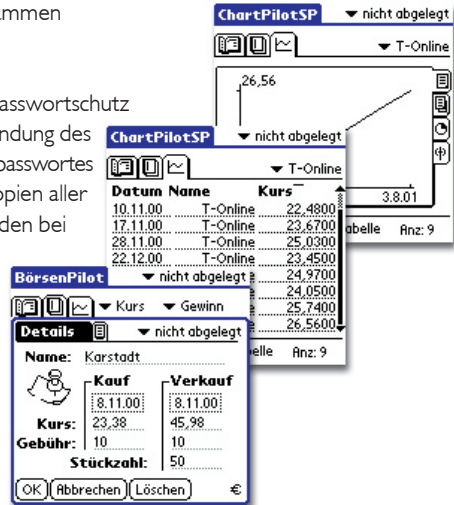 ammen
asswortschutz
ndung des
passwortes
opien aller
den bei
ChartPilotSP nicht abgelegt
T-Online
26,56
3.8.01
abelle Anz: 9
ChartPilotSP nicht abgelegt
T-Online
Datum Name Kurs
10.11.00 T-Online 22,4800
17.11.00 T-Online 23,6700
28.11.00 T-Online 25,0300
22.12.00 T-Online 23,4500
e 24,9700
e 24,0500
e 25,7400
e 26,5600
elle Anz: 9
BörsenPilot nicht abgelegt
Kurs Gewinn
Details nicht abgelegt
Name: Karstadt
Kauf Verkauf
8.11.00 8.11.00
Kurs: 23,38 45,98
Gebühr: 10 10
Stückzahl: 50
OK Abbrechen Löschen €